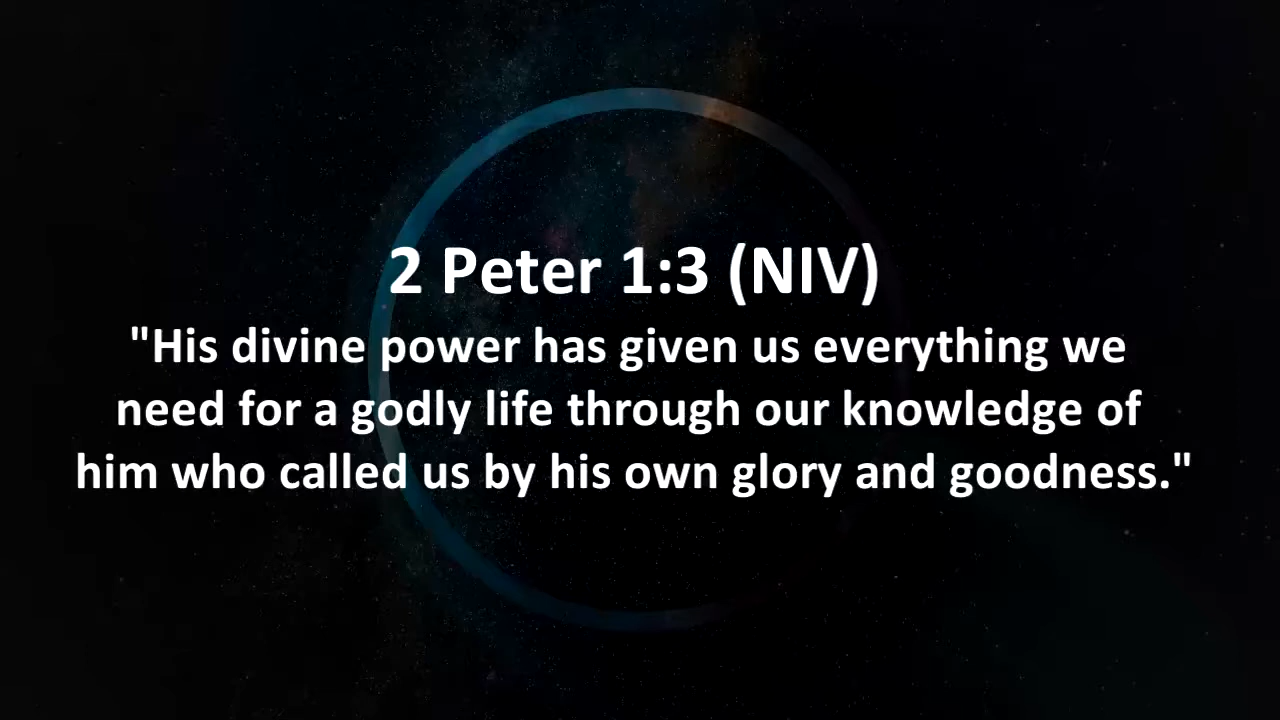 2 Peter 1:3 (NIV)
"His divine power has given us everything we
need for a godly life through our knowledge of
him who called us by his own glory and goodness."